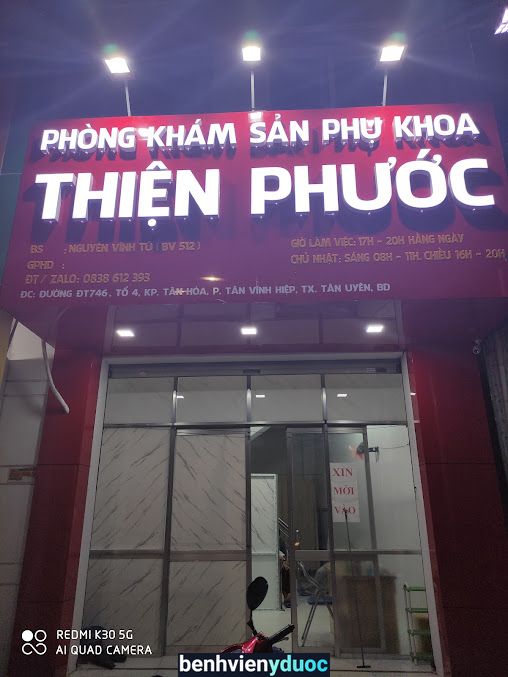 PHÒNG KHÁM SẢN PHỤ KHOA
THIỆN PHƯỚC
BS : NGUYỄN VĨNH TÚ ( BV 512 )
GPHĐ :
ĐT / ZALO: 0838 612 393
GIỜ LÀM VIỆC: 17H - 20H HẰNG NGÀY
CHỦ NHẬT: SÁNG 08H - 11H. CHIỀU 16H - 20H
ĐC: ĐƯỜNG ĐT746, TỔ 4, KP. TÂN HÓA, P. TÂN VĨNH HIỆP, TX. TÂN UYÊN, BD
XIN
MỜI
VÀO
REDMI K30 5G
AI QUAD CAMERA
benhvienyduoc